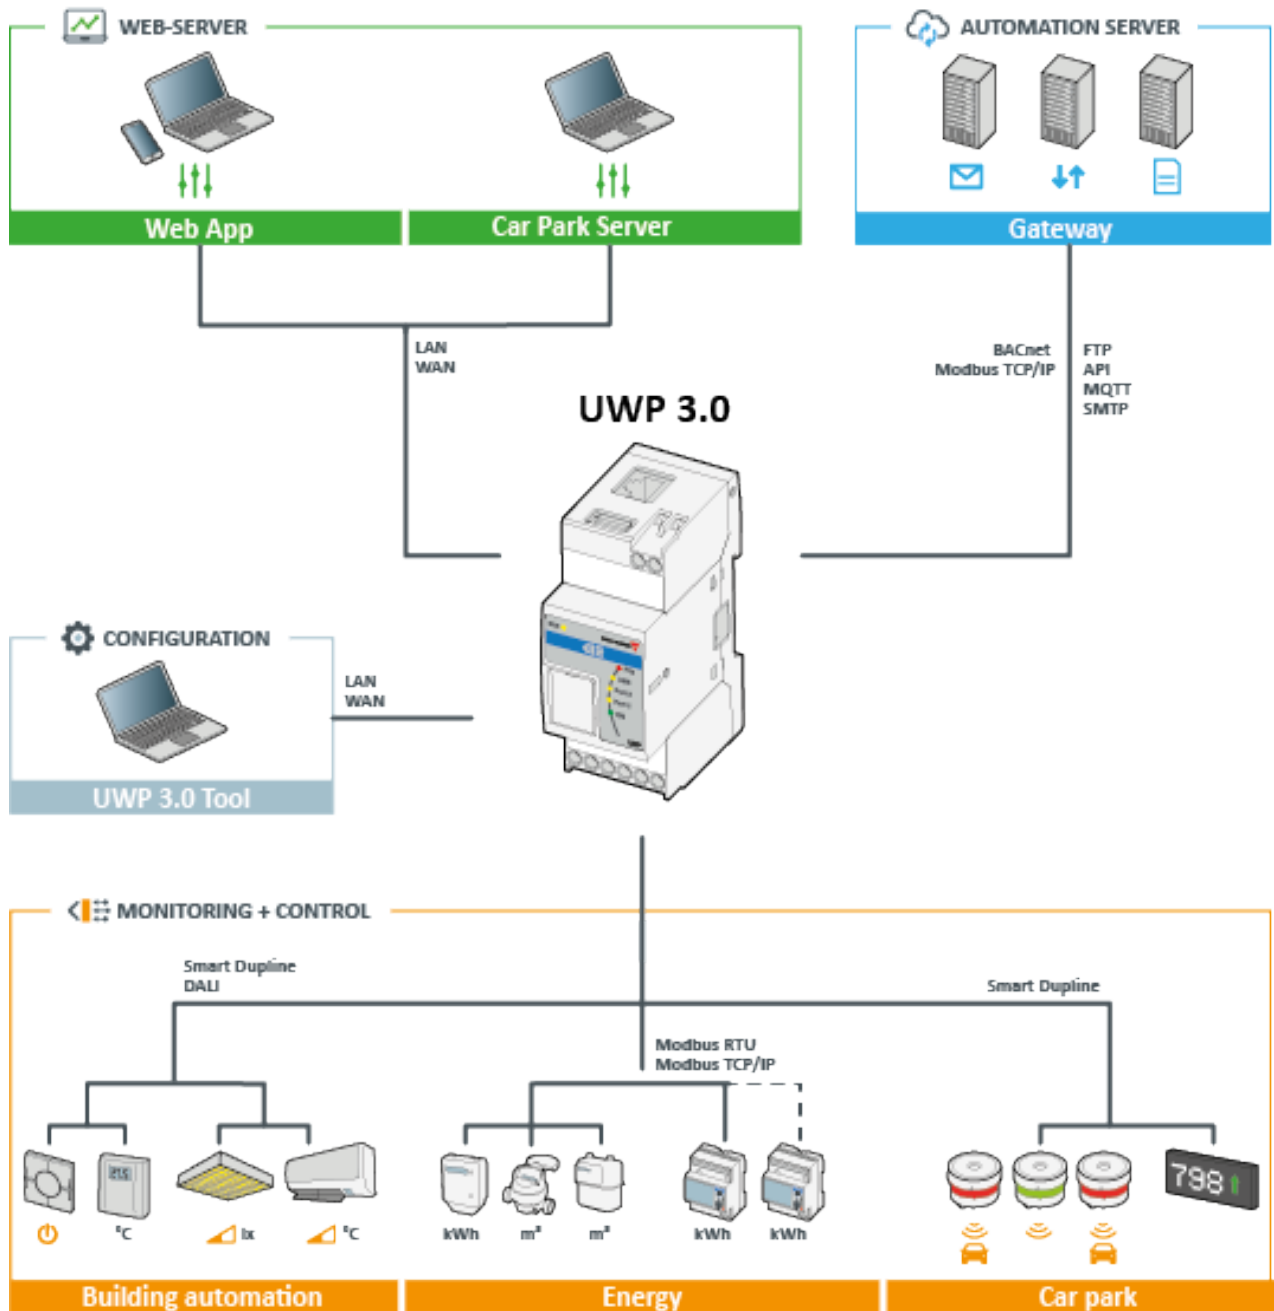 WEB-SERVER
AUTOMATION SERVER
Web App
Car Park Server
Gateway
LAN
WAN
BACnet
Modbus TCP/IP
FTP
API
MQTT
SMTP
UWP 3.0
CONFIGURATION
LAN
WAN
UWP 3.0 Tool
MONITORING + CONTROL
Smart Dupline
DALI
Smart Dupline
Modbus RTU
Modbus TCP/IP
798
°C
lx
°C
kWh
m³
m³
kWh
kWh
Building automation
Energy
Car park